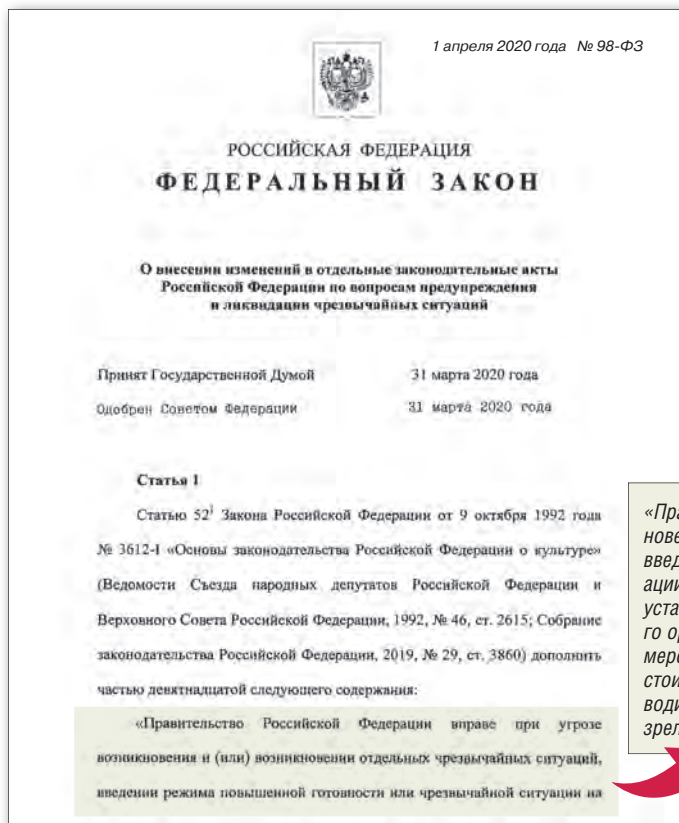 1 апреля 2020 года № 98-ФЗ
РОССИЙСКАЯ ФЕДЕРАЦИЯ
ФЕДЕРАЛЬНЫЙ ЗАКОН
О внесении изменений в отдельные законодательные акты
Российской Федерации по вопросам предупреждения
и ликвидации чрезвычайных ситуаций
Принят Государственной Думой 31 марта 2020 года
Одобрен Советом Федерации 31 марта 2020 года
Статья 1
Статью 52¹ Закона Российской Федерации от 9 октября 1992 года
№ 3612-I «Основы законодательства Российской Федерации о культуре»
(Ведомости Съезда народных депутатов Российской Федерации и
Верховного Совета Российской Федерации, 1992, № 46, ст. 2615; Собрание
законодательства Российской Федерации, 2019, № 29, ст. 3860) дополнить
частью девятнадцатой следующего содержания:
«Правительство Российской Федерации вправе при угрозе
возникновения и (или) возникновении отдельных чрезвычайных ситуаций,
введении режима повышенной готовности или чрезвычайной ситуации на
«Пра
нове
введ
ации
уста
го ор
мере
стои
води
зрел